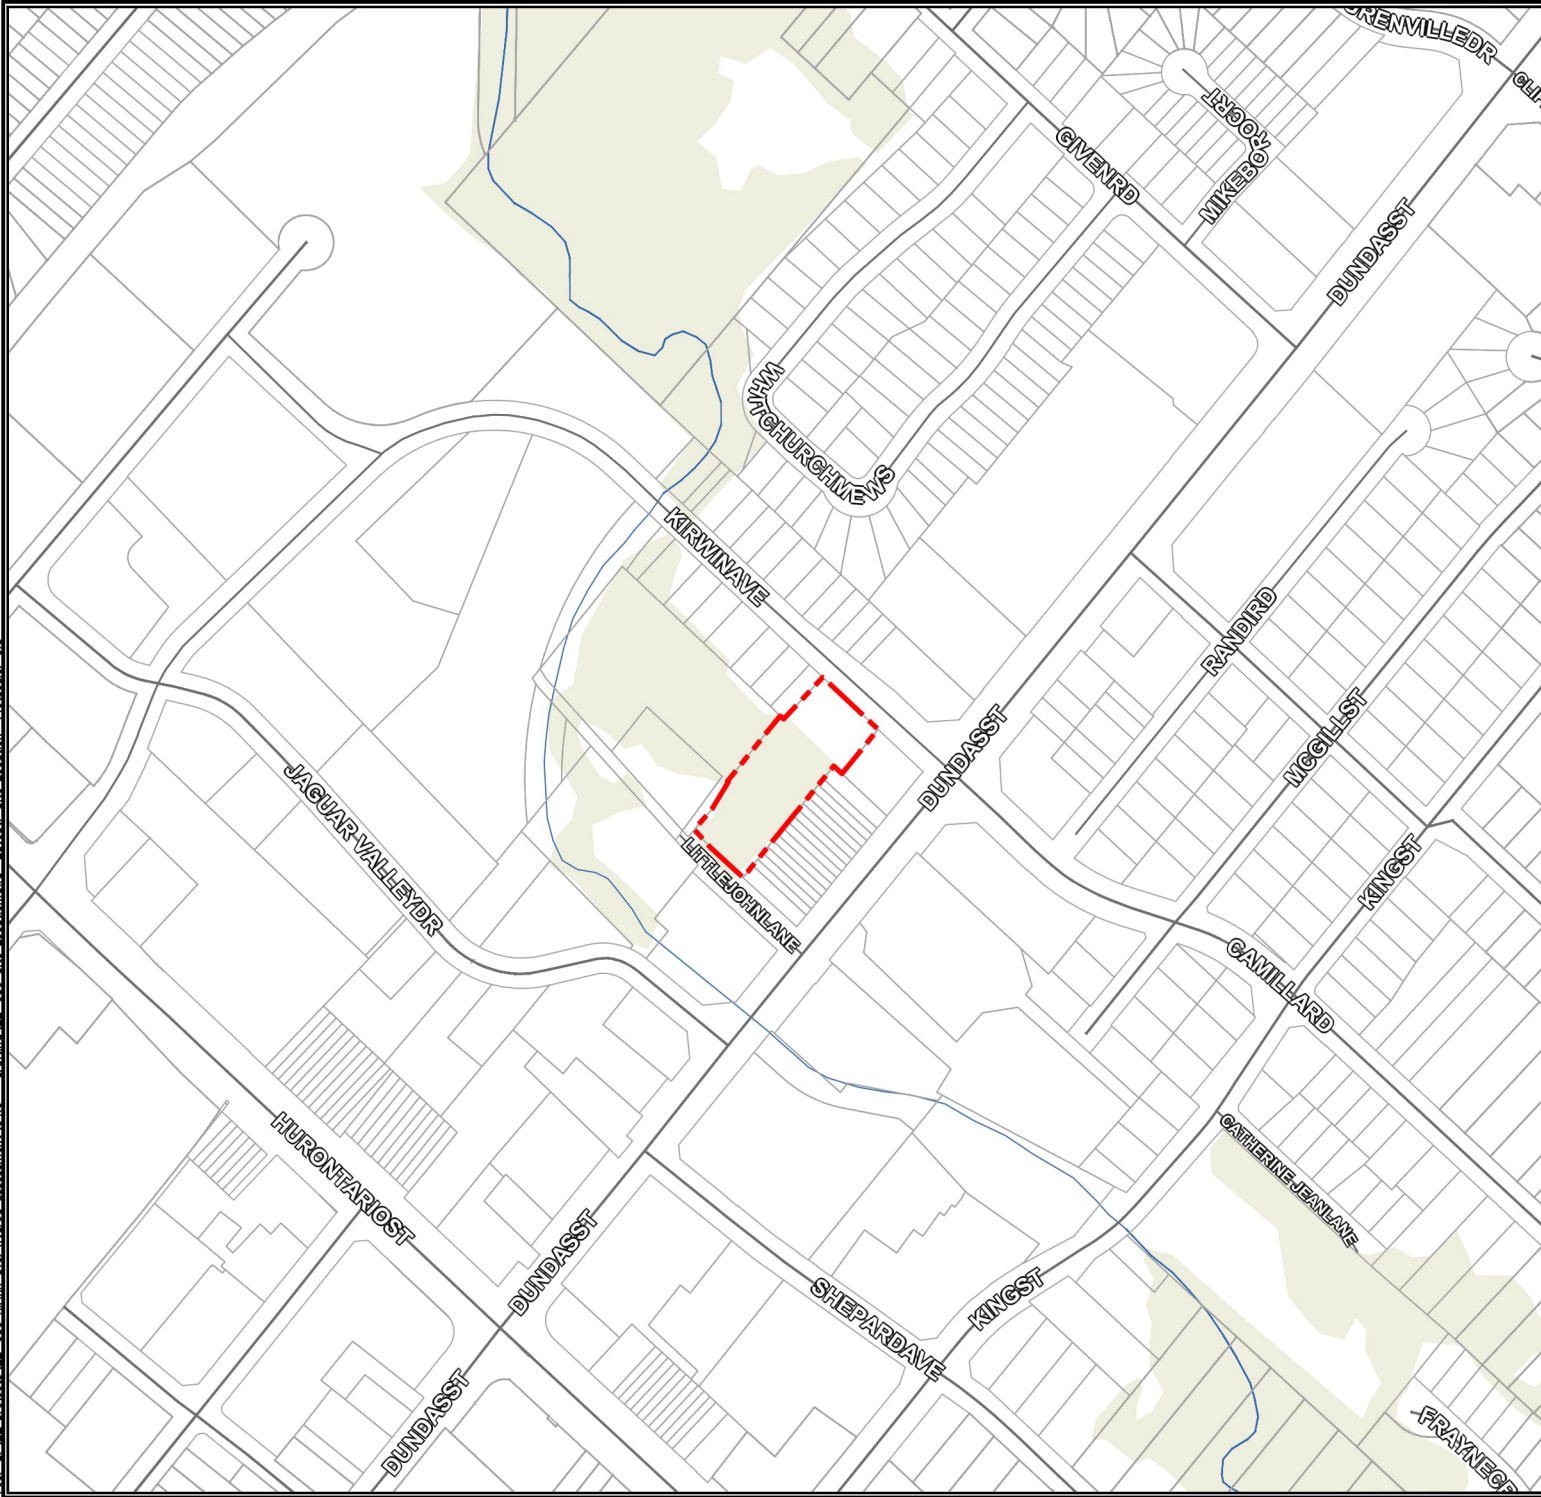 GIVENRD
MIKEBOROCRT
DUNDASST
WHITCHURCHMEWS
KIRWINAVE
RANDIRD
MCGILLST
DUNDASST
JAGUAR VALLEYDR
LITTLEJOHNLANE
KINGST
CAMILLARD
HURONTARIOST
CATHERINE JEANLANE
DUNDASST
SHEPARDAVE
KINGST
DUNDASST